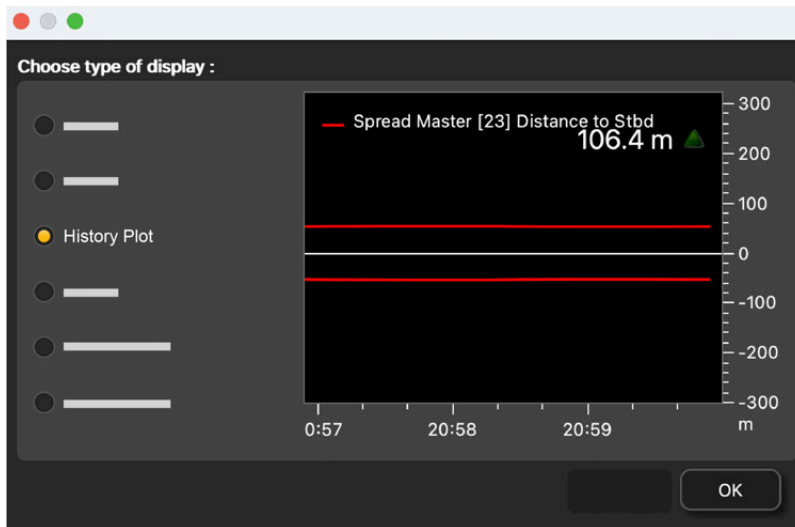 Choose type of display :
History Plot
Spread Master [23] Distance to Stbd
106.4 m
300
200
100
0
-100
-200
-300
m
0:57 20:58 20:59
OK